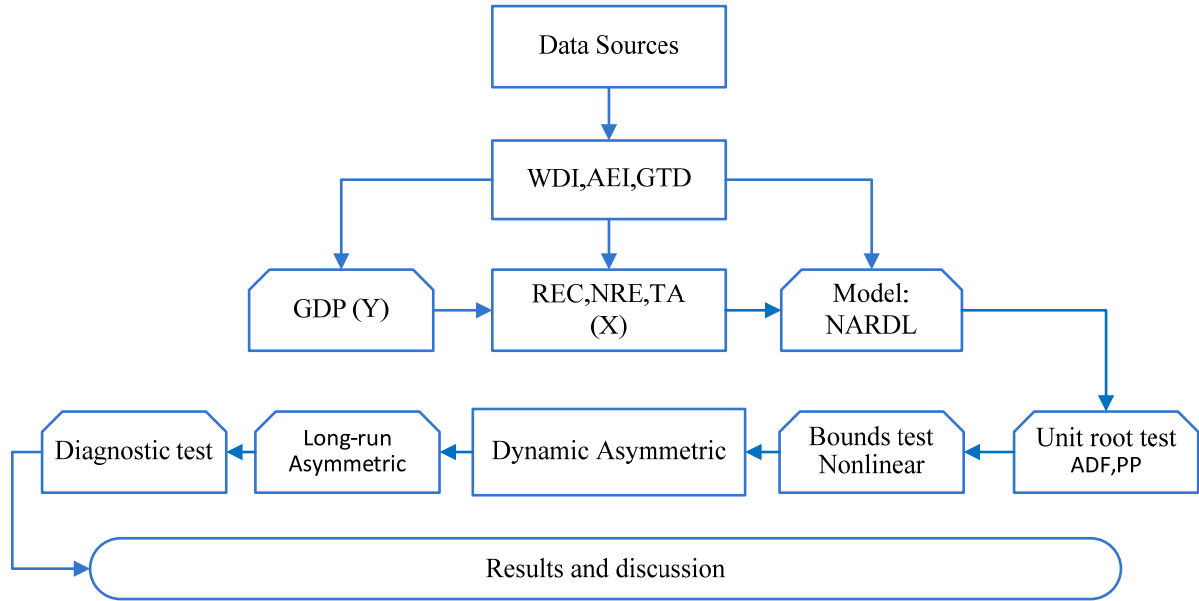 Data Sources
WDI,AEI,GTD
GDP (Y)
REC,NRE,TA
(X)
Model:
NARDL
Diagnostic test
Long-run
Asymmetric
Dynamic Asymmetric
Bounds test
Nonlinear
Unit root test
ADF,PP
Results and discussion